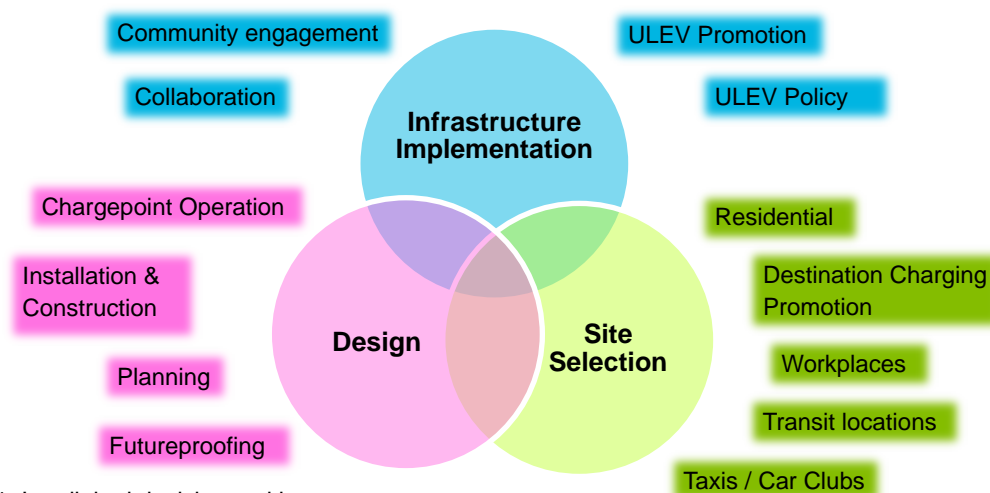 Community engagement
ULEV Promotion
Collaboration
ULEV Policy
Infrastructure
Implementation
Chargepoint Operation
Residential
Installation &
Construction
Destination Charging
Promotion
Design
Site
Selection
Planning
Workplaces
Futureproofing
Transit locations
Taxis / Car Clubs